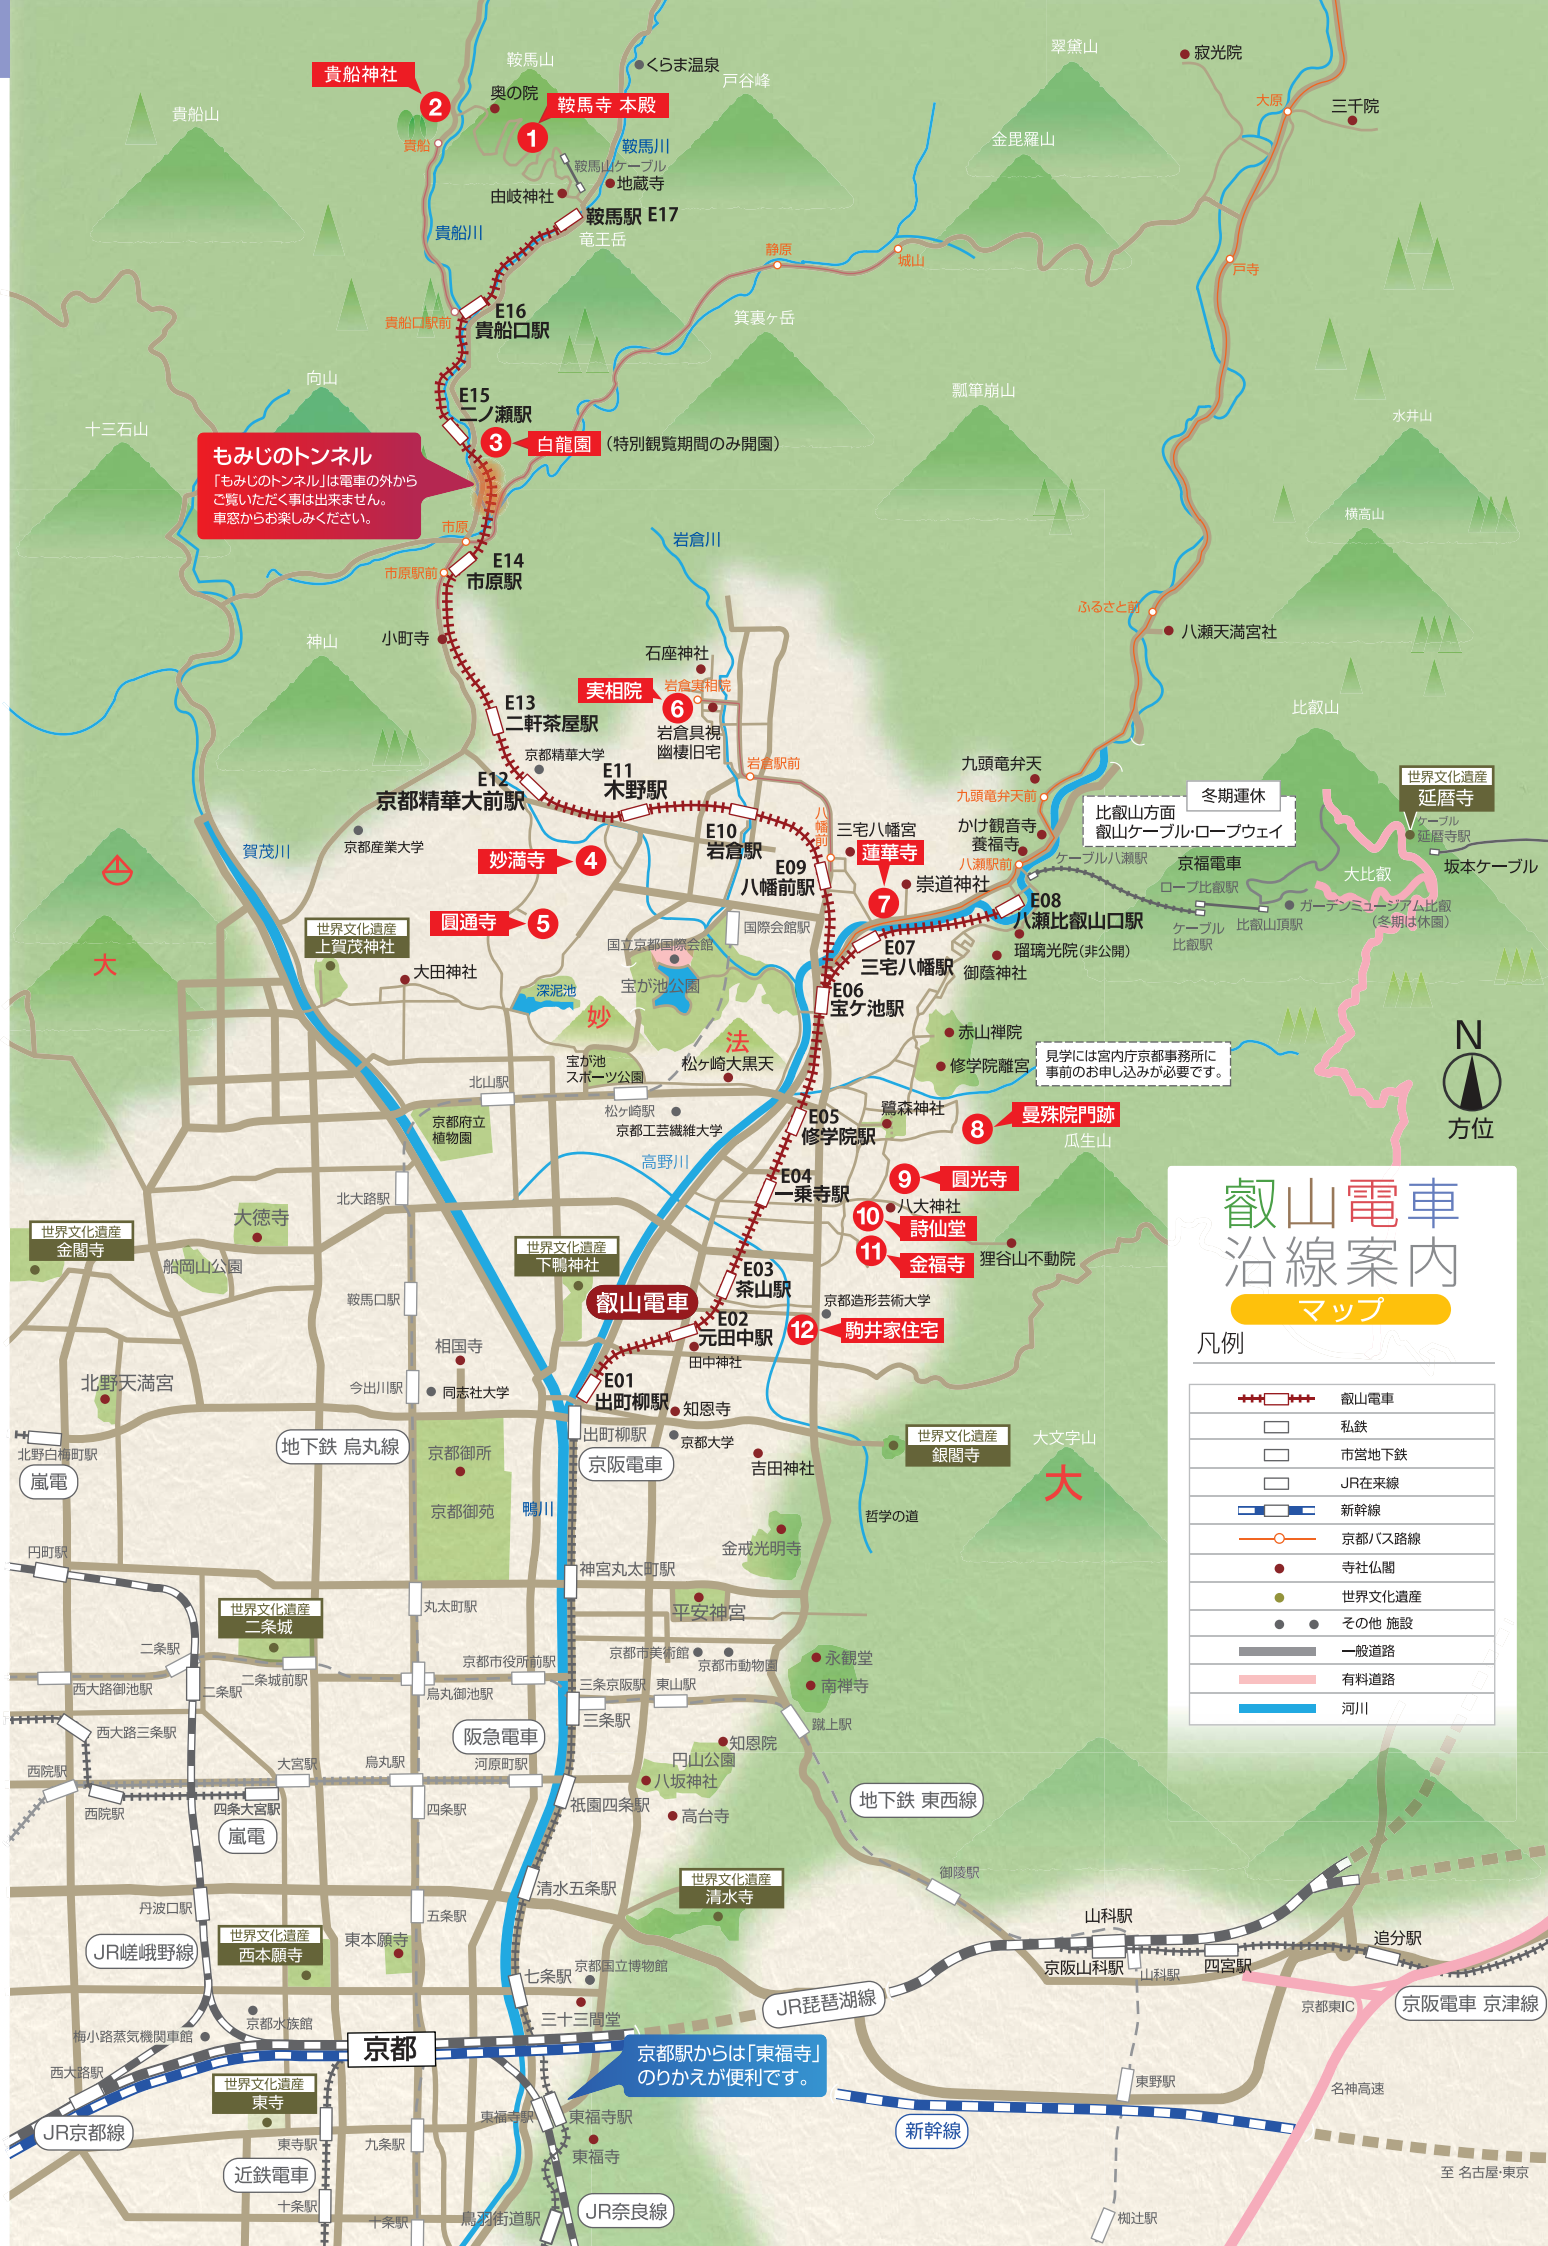 貴船神社
2
鞍馬山
奥の院
鞍馬寺 本殿
1
くらま温泉
戸谷峰
翠黛山
寂光院
大原
三千院
貴船山
貴船
鞍馬川
鞍馬山ケーブル
地蔵寺
由岐神社
金毘羅山
鞍馬駅 E17
竜王岳
貴船川
静原
城山
戸寺
E16
貴船口駅
貴船口駅前
箕裏ヶ岳
向山
E15
二ノ瀬駅
3
白龍園
(特別観覧期間のみ開園)
瓢箪崩山
水井山
十三石山
もみじのトンネル
「もみじのトンネル」は電車の外から
ご覧いただく事は出来ません。
車窓からお楽しみください。
市原
岩倉川
横高山
市原駅前
E14
市原駅
ふるさと前
八瀬天満宮社
小町寺
神山
石座神社
岩倉実相院
実相院
6
岩倉具視
幽棲旧宅
比叡山
E13
二軒茶屋駅
京都精華大学
E12
京都精華大前駅
E11
木野駅
岩倉駅前
九頭竜弁天
九頭竜弁天前
冬期運休
比叡山方面
叡山ケーブル・ロープウェイ
世界文化遺産
延暦寺
ケーブル
延暦寺駅
坂本ケーブル
八幡前
E10
岩倉駅
三宅八幡宮
かけ観音寺
養福寺
八瀬駅前
ケーブル八瀬駅
京福電車
大比叡
賀茂川
京都産業大学
妙満寺
4
E09
八幡前駅
蓮華寺
7
崇道神社
E08
八瀬比叡山口駅
ロープ比叡駅
ガーデンミュージアム比叡
(冬期は休園)
ケーブル
比叡駅
比叡山頂駅
圓通寺
5
世界文化遺産
上賀茂神社
国際会館駅
国立京都国際会館
宝が池公園
E07
三宅八幡駅
瑠璃光院(非公開)
御蔭神社
大
大田神社
深泥池
妙
法
E06
宝ケ池駅
赤山禅院
修学院離宮
見学には宮内庁京都事務所に
事前のお申し込みが必要です。
N
方位
宝が池
スポーツ公園
松ヶ崎大黒天
北山駅
松ヶ崎駅
京都工芸繊維大学
京都府立
植物園
鷺森神社
8
曼殊院門跡
瓜生山
E05
修学院駅
高野川
E04
一乗寺駅
9
圓光寺
八大神社
10
詩仙堂
11
金福寺
狸谷山不動院
北大路駅
大徳寺
世界文化遺産
金閣寺
船岡山公園
世界文化遺産
下鴨神社
叡山電車
E03
茶山駅
京都造形芸術大学
12
駒井家住宅
鞍馬口駅
E02
元田中駅
田中神社
叡山電車
沿線案内
マップ
凡例
叡山電車
私鉄
市営地下鉄
JR在来線
新幹線
京都バス路線
寺社仏閣
世界文化遺産
その他 施設
一般道路
有料道路
河川
相国寺
今出川駅
同志社大学
E01
出町柳駅
知恩寺
北野天満宮
北野白梅町駅
嵐電
地下鉄 烏丸線
京都御所
出町柳駅
京阪電車
京都大学
吉田神社
世界文化遺産
銀閣寺
大文字山
大
京都御苑
鴨川
哲学の道
金戒光明寺
円町駅
神宮丸太町駅
丸太町駅
平安神宮
世界文化遺産
二条城
二条駅
京都市美術館
京都市動物園
永観堂
南禅寺
西大路御池駅
二条駅
二条城前駅
京都市役所前駅
烏丸御池駅
三条京阪駅
東山駅
三条駅
蹴上駅
西大路三条駅
阪急電車
知恩院
円山公園
八坂神社
高台寺
西院駅
西院駅
大宮駅
四条大宮駅
嵐電
烏丸駅
四条駅
河原町駅
祇園四条駅
地下鉄 東西線
御陵駅
清水五条駅
世界文化遺産
清水寺
丹波口駅
五条駅
JR嵯峨野線
世界文化遺産
西本願寺
東本願寺
山科駅
京阪山科駅
山科駅
四宮駅
追分駅
七条駅
京都国立博物館
三十三間堂
JR琵琶湖線
京都東IC
京阪電車 京津線
梅小路蒸気機関車館
京都水族館
京都
京都駅からは「東福寺」
のりかえが便利です。
西大路駅
世界文化遺産
東寺
東野駅
名神高速
JR京都線
東寺駅
九条駅
東福寺駅
東福寺駅
東福寺
新幹線
近鉄電車
十条駅
十条駅
鳥羽街道駅
JR奈良線
椥辻駅
至 名古屋・東京